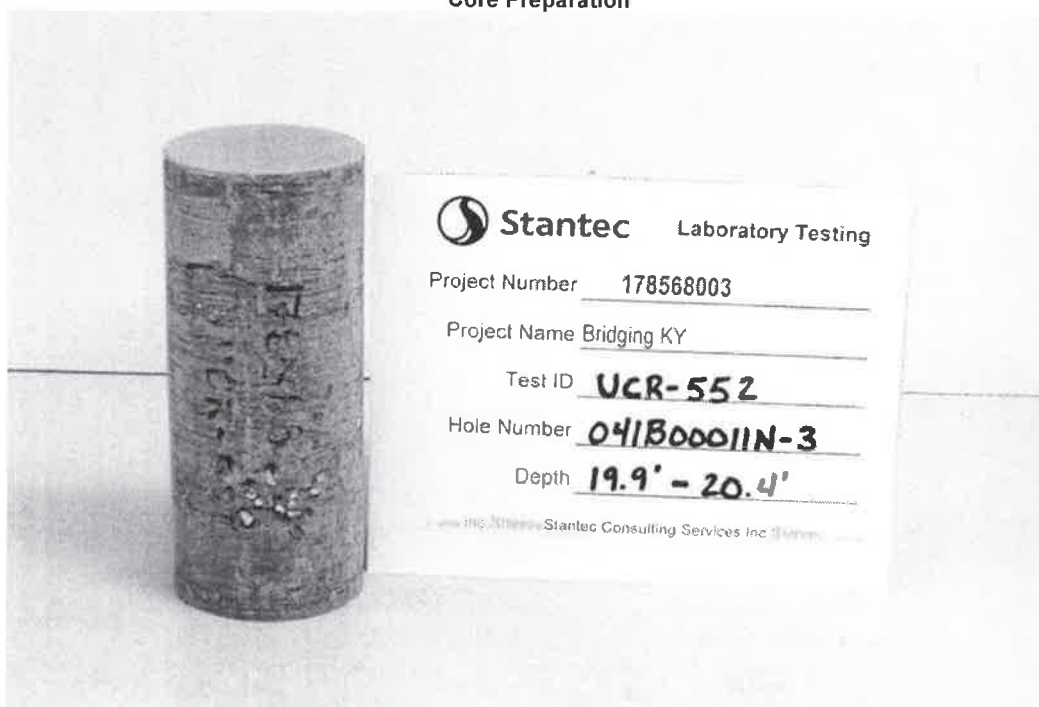 Core Preparation
Stantec Laboratory Testing
Project Number 178568003
Project Name Bridging KY
Test ID UCR-552
Hole Number 041B00011N-3
Depth 19.9' - 20.4'
Stantec Consulting Services Inc